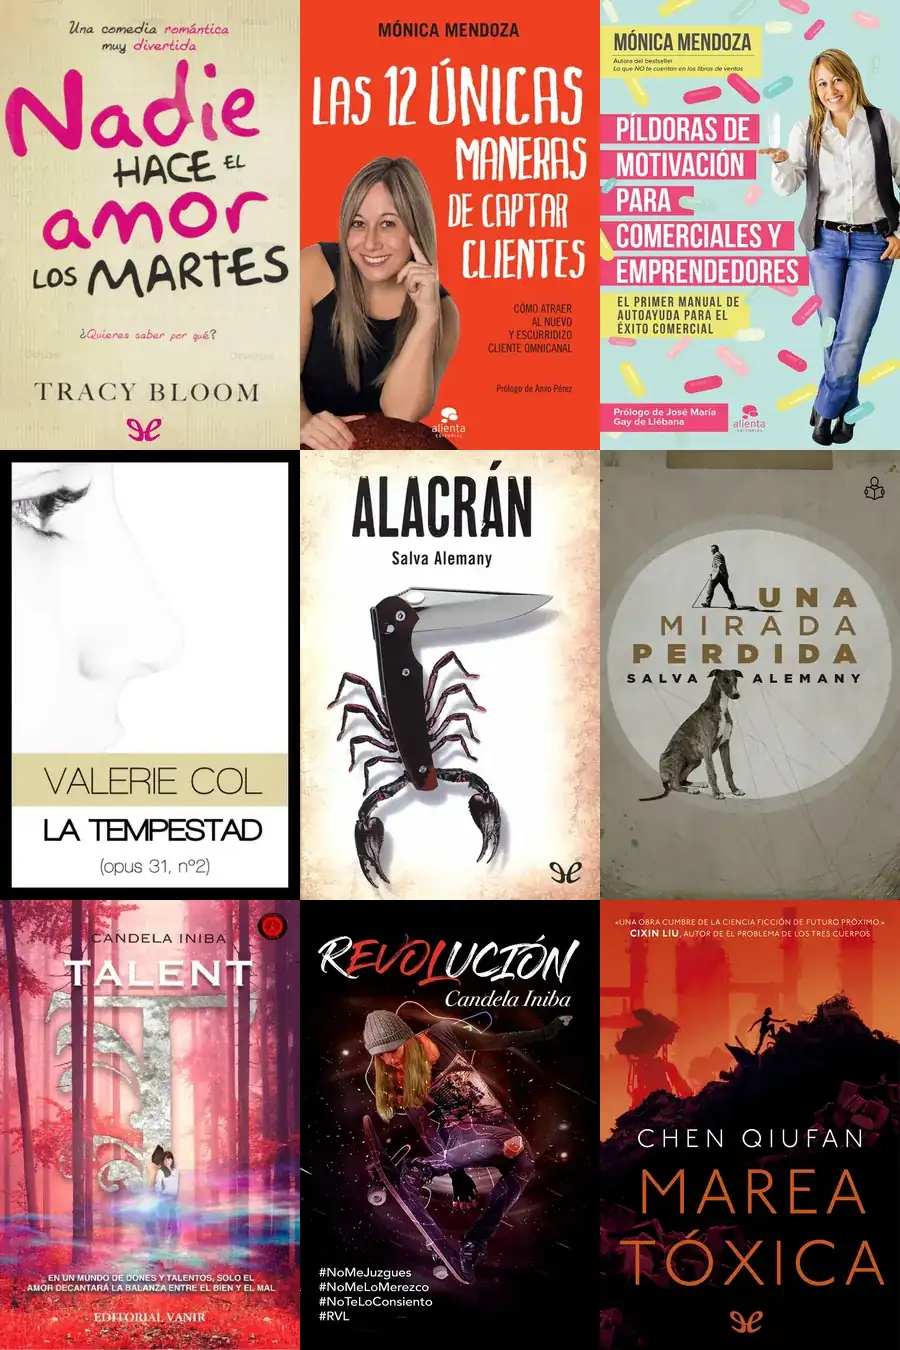 Una comedia romántica
muy divertida
Nadie
HACE EL
amor
LOS MARTES
¿Quieres saber por qué?
TRACY BLOOM
MÓNICA MENDOZA
LAS 12 ÚNICAS
MANERAS
DE CAPTAR
CLIENTES
CÓMO ATRAER
AL NUEVO
Y ESCURRIDIZO
CLIENTE OMNICANAL
Prólogo de Anxo Pérez
alienta
EDITORIAL
MÓNICA MENDOZA
Autora del bestseller
Lo que NO te cuentan en los libros de ventas
PÍLDORAS DE
MOTIVACIÓN
PARA
COMERCIALES Y
EMPRENDEDORES
EL PRIMER MANUAL DE
AUTOAYUDA PARA EL
ÉXITO COMERCIAL
Prólogo de José María
Gay de Liébana
alienta
EDITORIAL
VALERIE COL
LA TEMPESTAD
(opus 31, nº2)
ALACRÁN
Salva Alemany
UNA
MIRADA
PERDIDA
SALVA ALEMANY
CANDELA INIBA
TALENT
EN UN MUNDO DE DONES Y TALENTOS, SOLO EL
AMOR DECANTARÁ LA BALANZA ENTRE EL BIEN Y EL MAL
EDITORIAL VANIR
REVOLUCIÓN
Candela Iniba
#NoMeJuzgues
#NoMeLoMerezco
#NoTeLoConsiento
#RVL
«UNA OBRA CUMBRE DE LA CIENCIA FICCIÓN DE FUTURO PRÓXIMO.»
CIXIN LIU, AUTOR DE EL PROBLEMA DE LOS TRES CUERPOS
CHEN QIUFAN
MAREA
TÓXICA